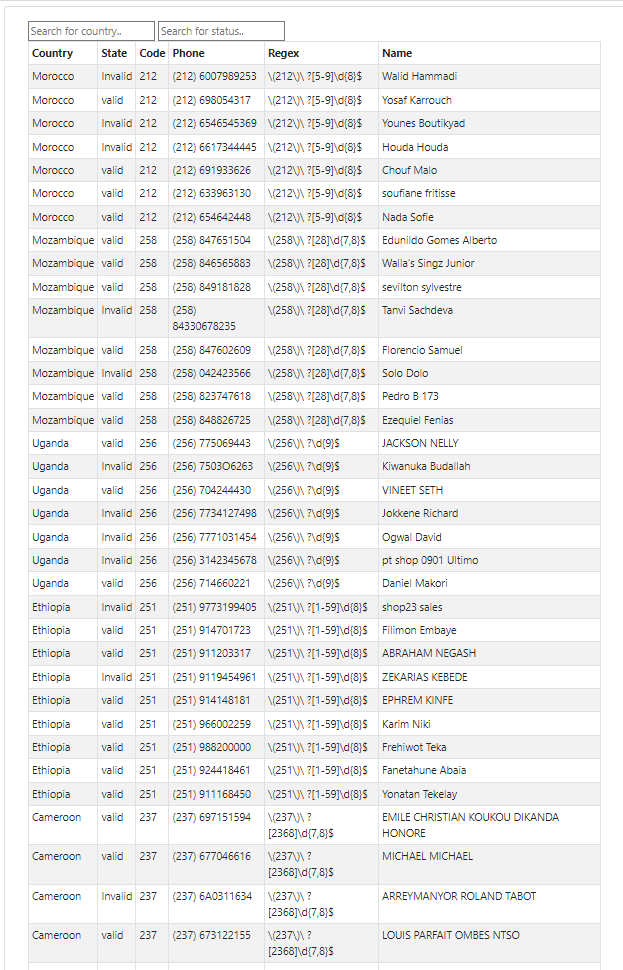 Search for country.. Search for status..
Country State Code Phone Regex Name
Morocco Invalid 212 (212) 6007989253 \(212\)\ ?[5-9]\d{8}$ Walid Hammadi
Morocco valid 212 (212) 698054317 \(212\)\ ?[5-9]\d{8}$ Yosaf Karrouch
Morocco Invalid 212 (212) 6546545369 \(212\)\ ?[5-9]\d{8}$ Younes Boutikyad
Morocco Invalid 212 (212) 6617344445 \(212\)\ ?[5-9]\d{8}$ Houda Houda
Morocco valid 212 (212) 691933626 \(212\)\ ?[5-9]\d{8}$ Chouf Malo
Morocco valid 212 (212) 633963130 \(212\)\ ?[5-9]\d{8}$ soufiane fritisse
Morocco valid 212 (212) 654642448 \(212\)\ ?[5-9]\d{8}$ Nada Sofie
Mozambique valid 258 (258) 847651504 \(258\)\ ?[28]\d{7,8}$ Edunildo Gomes Alberto
Mozambique valid 258 (258) 846565883 \(258\)\ ?[28]\d{7,8}$ Walla's Singz Junior
Mozambique valid 258 (258) 849181828 \(258\)\ ?[28]\d{7,8}$ sevilton sylvestre
Mozambique Invalid 258 (258) \(258\)\ ?[28]\d{7,8}$ Tanvi Sachdeva
84330678235
Mozambique valid 258 (258) 847602609 \(258\)\ ?[28]\d{7,8}$ Florencio Samuel
Mozambique Invalid 258 (258) 042423566 \(258\)\ ?[28]\d{7,8}$ Solo Dolo
Mozambique valid 258 (258) 823747618 \(258\)\ ?[28]\d{7,8}$ Pedro B 173
Mozambique valid 258 (258) 848826725 \(258\)\ ?[28]\d{7,8}$ Ezequiel Fenias
Uganda valid 256 (256) 775069443 \(256\)\ ?\d{9}$ JACKSON NELLY
Uganda Invalid 256 (256) 7503O6263 \(256\)\ ?\d{9}$ Kiwanuka Budallah
Uganda valid 256 (256) 704244430 \(256\)\ ?\d{9}$ VINEET SETH
Uganda Invalid 256 (256) 7734127498 \(256\)\ ?\d{9}$ Jokkene Richard
Uganda Invalid 256 (256) 7771031454 \(256\)\ ?\d{9}$ Ogwal David
Uganda Invalid 256 (256) 3142345678 \(256\)\ ?\d{9}$ pt shop 0901 Ultimo
Uganda valid 256 (256) 714660221 \(256\)\ ?\d{9}$ Daniel Makori
Ethiopia Invalid 251 (251) 9773199405 \(251\)\ ?[1-59]\d{8}$ shop23 sales
Ethiopia valid 251 (251) 914701723 \(251\)\ ?[1-59]\d{8}$ Filimon Embaye
Ethiopia valid 251 (251) 911203317 \(251\)\ ?[1-59]\d{8}$ ABRAHAM NEGASH
Ethiopia Invalid 251 (251) 9119454961 \(251\)\ ?[1-59]\d{8}$ ZEKARIAS KEBEDE
Ethiopia valid 251 (251) 914148181 \(251\)\ ?[1-59]\d{8}$ EPHREM KINFE
Ethiopia valid 251 (251) 966002259 \(251\)\ ?[1-59]\d{8}$ Karim Niki
Ethiopia valid 251 (251) 988200000 \(251\)\ ?[1-59]\d{8}$ Frehiwot Teka
Ethiopia valid 251 (251) 924418461 \(251\)\ ?[1-59]\d{8}$ Fanetahune Abaia
Ethiopia valid 251 (251) 911168450 \(251\)\ ?[1-59]\d{8}$ Yonatan Tekelay
Cameroon valid 237 (237) 697151594 \(237\)\ ? EMILE CHRISTIAN KOUKOU DIKANDA
[2368]\d{7,8}$ HONORE
Cameroon valid 237 (237) 677046616 \(237\)\ ? MICHAEL MICHAEL
[2368]\d{7,8}$
Cameroon Invalid 237 (237) 6A0311634 \(237\)\ ? ARREYMANYOR ROLAND TABOT
[2368]\d{7,8}$
Cameroon valid 237 (237) 673122155 \(237\)\ ? LOUIS PARFAIT OMBES NTSO
[2368]\d{7,8}$